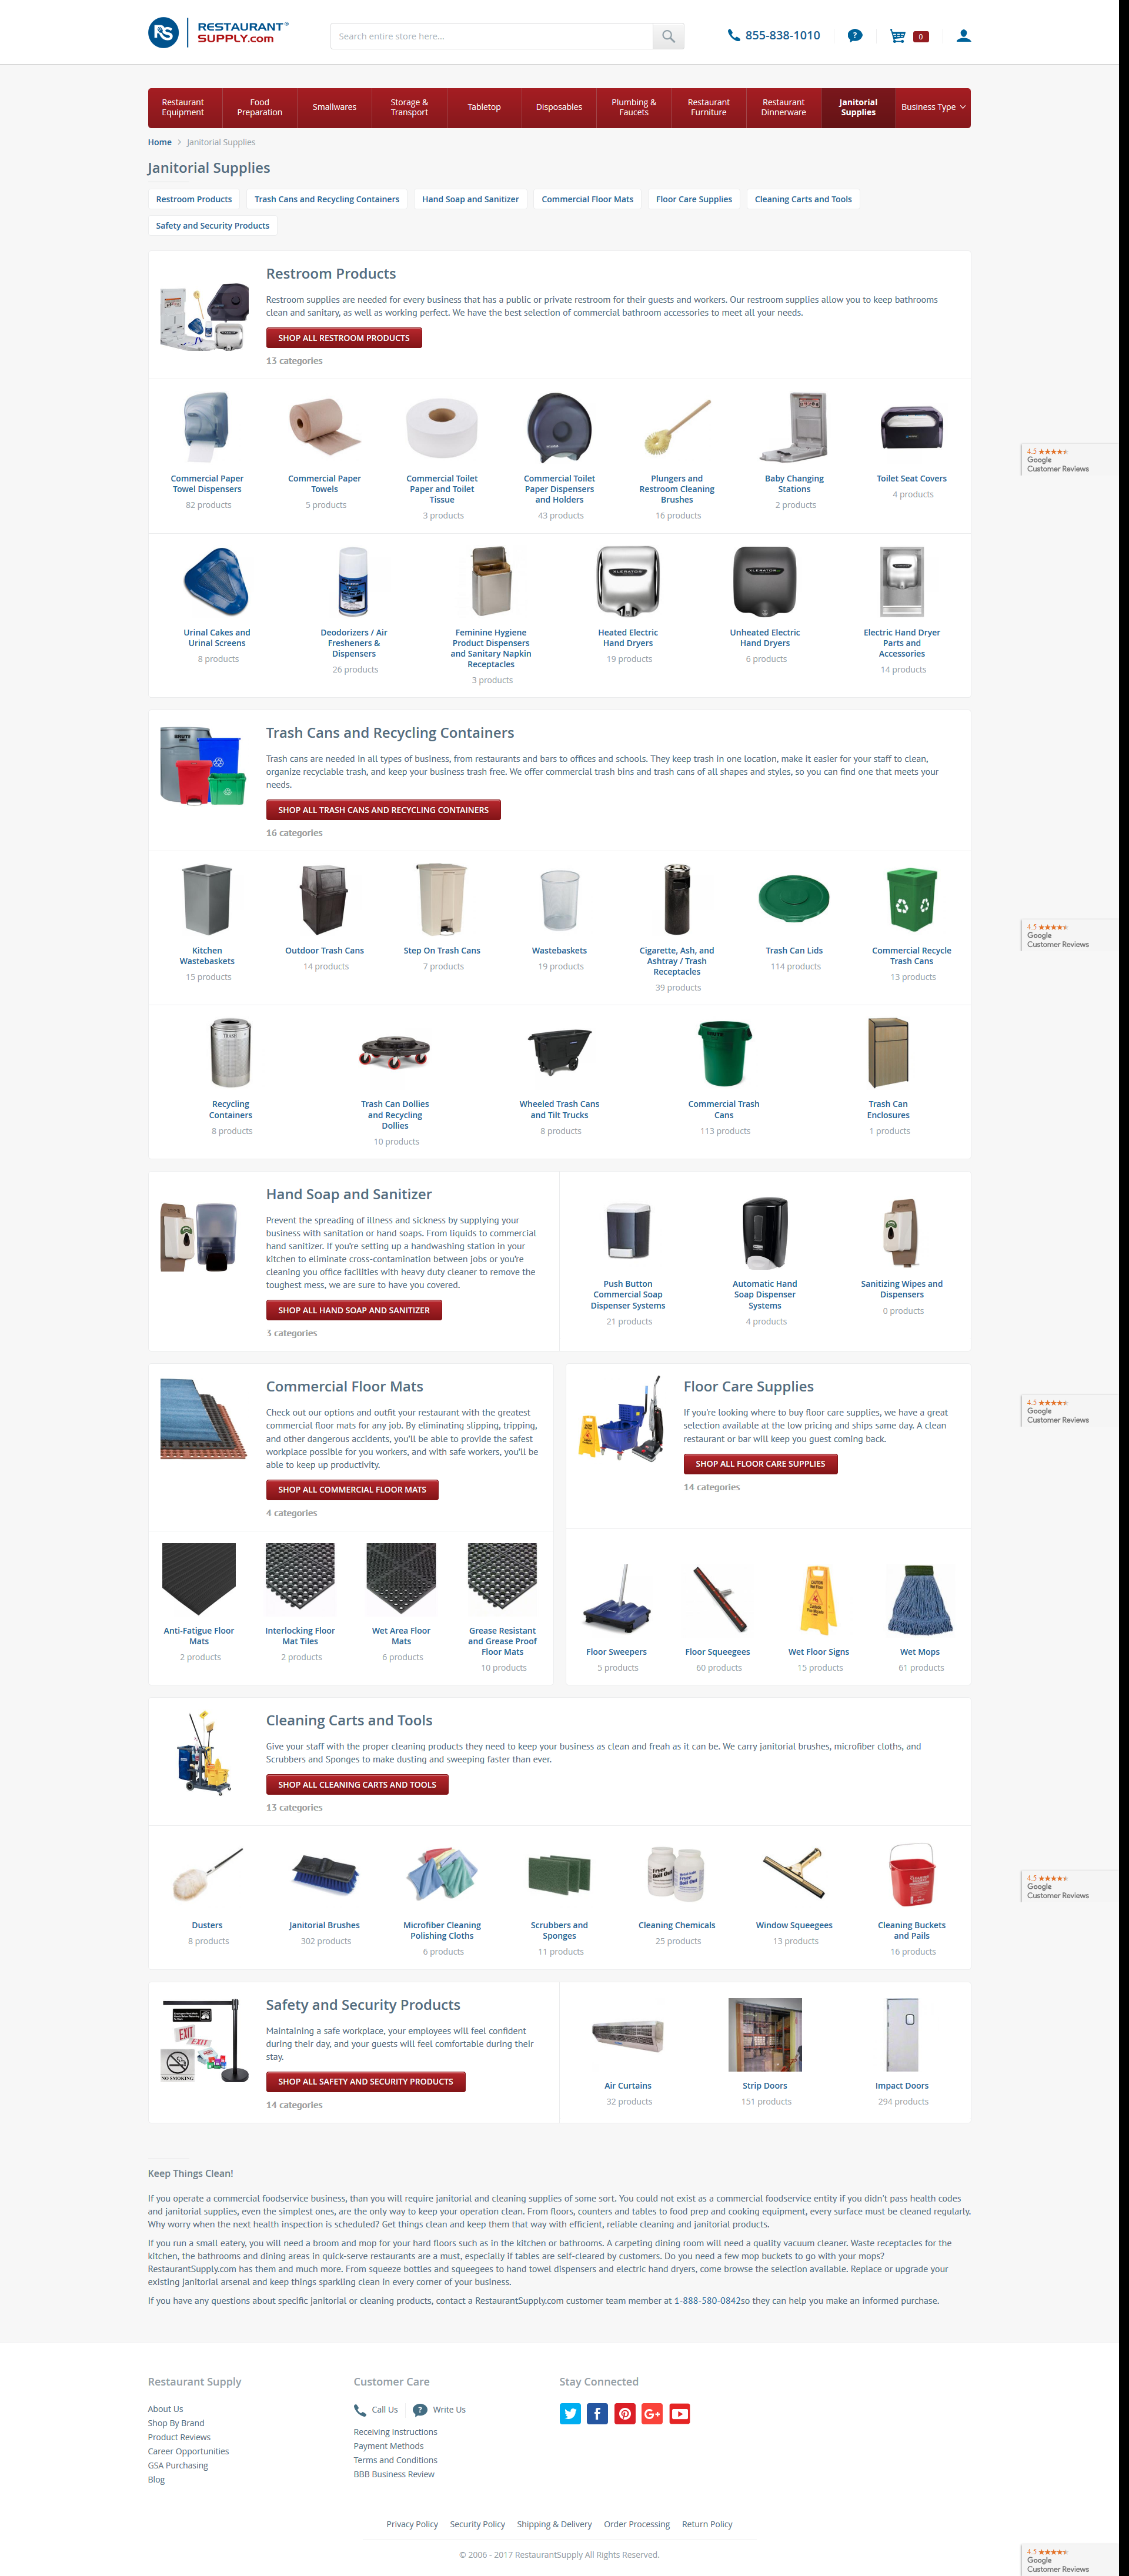 RS RESTAURANT®
SUPPLY.com
Search entire store here...
855-838-1010
?
0
Restaurant
Equipment
Food
Preparation
Smallwares
Storage &
Transport
Tabletop
Disposables
Plumbing &
Faucets
Restaurant
Furniture
Restaurant
Dinnerware
Janitorial
Supplies
Business Type
Home > Janitorial Supplies
Janitorial Supplies
Restroom Products
Trash Cans and Recycling Containers
Hand Soap and Sanitizer
Commercial Floor Mats
Floor Care Supplies
Cleaning Carts and Tools
Safety and Security Products
Restroom Products
Restroom supplies are needed for every business that has a public or private restroom for their guests and workers. Our restroom supplies allow you to keep bathrooms
clean and sanitary, as well as working perfect. We have the best selection of commercial bathroom accessories to meet all your needs.
SHOP ALL RESTROOM PRODUCTS
13 categories
Commercial Paper
Towel Dispensers
82 products
Commercial Paper
Towels
5 products
Commercial Toilet
Paper and Toilet
Tissue
3 products
Commercial Toilet
Paper Dispensers
and Holders
43 products
Plungers and
Restroom Cleaning
Brushes
16 products
Baby Changing
Stations
2 products
Toilet Seat Covers
4 products
4.5
Google
Customer Reviews
Urinal Cakes and
Urinal Screens
8 products
Deodorizers / Air
Fresheners &
Dispensers
26 products
Feminine Hygiene
Product Dispensers
and Sanitary Napkin
Receptacles
3 products
XLERATOR
Heated Electric
Hand Dryers
19 products
XLERATOR
Unheated Electric
Hand Dryers
6 products
Electric Hand Dryer
Parts and
Accessories
14 products
BRUTE
Trash Cans and Recycling Containers
Trash cans are needed in all types of business, from restaurants and bars to offices and schools. They keep trash in one location, make it easier for your staff to clean,
organize recyclable trash, and keep your business trash free. We offer commercial trash bins and trash cans of all shapes and styles, so you can find one that meets your
needs.
SHOP ALL TRASH CANS AND RECYCLING CONTAINERS
16 categories
Kitchen
Wastebaskets
15 products
Outdoor Trash Cans
14 products
Step On Trash Cans
7 products
Wastebaskets
19 products
Cigarette, Ash, and
Ashtray / Trash
Receptacles
39 products
Trash Can Lids
114 products
Commercial Recycle
Trash Cans
13 products
4.5
Google
Customer Reviews
Recycling
Containers
8 products
Trash Can Dollies
and Recycling
Dollies
10 products
Wheeled Trash Cans
and Tilt Trucks
8 products
Commercial Trash
Cans
113 products
Trash Can
Enclosures
1 products
Hand Soap and Sanitizer
Prevent the spreading of illness and sickness by supplying your
business with sanitation or hand soaps. From liquids to commercial
hand sanitizer. If you're setting up a handwashing station in your
kitchen to eliminate cross-contamination between jobs or you're
cleaning you office facilities with heavy duty cleaner to remove the
toughest mess, we are sure to have you covered.
SHOP ALL HAND SOAP AND SANITIZER
3 categories
Push Button
Commercial Soap
Dispenser Systems
21 products
Automatic Hand
Soap Dispenser
Systems
4 products
Sanitizing Wipes and
Dispensers
0 products
Commercial Floor Mats
Check out our options and outfit your restaurant with the greatest
commercial floor mats for any job. By eliminating slipping, tripping,
and other dangerous accidents, you'll be able to provide the safest
workplace possible for you workers, and with safe workers, you'll be
able to keep up productivity.
SHOP ALL COMMERCIAL FLOOR MATS
4 categories
Anti-Fatigue Floor
Mats
2 products
Interlocking Floor
Mat Tiles
2 products
Wet Area Floor
Mats
6 products
Grease Resistant
and Grease Proof
Floor Mats
10 products
Floor Care Supplies
If you're looking where to buy floor care supplies, we have a great
selection available at the low pricing and ships same day. A clean
restaurant or bar will keep you guest coming back.
SHOP ALL FLOOR CARE SUPPLIES
14 categories
Floor Sweepers
5 products
Floor Squeegees
60 products
CAUTION
Wet Floor Signs
15 products
Wet Mops
61 products
4.5
Google
Customer Reviews
Cleaning Carts and Tools
Give your staff with the proper cleaning products they need to keep your business as clean and freah as it can be. We carry janitorial brushes, microfiber cloths, and
Scrubbers and Sponges to make dusting and sweeping faster than ever.
SHOP ALL CLEANING CARTS AND TOOLS
13 categories
Dusters
8 products
Janitorial Brushes
302 products
Microfiber Cleaning
Polishing Cloths
6 products
Scrubbers and
Sponges
11 products
Fryer
Boil Out
Cleaning Chemicals
25 products
Window Squeegees
13 products
Cleaning Buckets
and Pails
16 products
4.5
Google
Customer Reviews
EXIT
EXIT
NO SMOKING
Safety and Security Products
Maintaining a safe workplace, your employees will feel confident
during their day, and your guests will feel comfortable during their
stay.
SHOP ALL SAFETY AND SECURITY PRODUCTS
14 categories
Air Curtains
32 products
Strip Doors
151 products
Impact Doors
294 products
Keep Things Clean!
If you operate a commercial foodservice business, than you will require janitorial and cleaning supplies of some sort. You could not exist as a commercial foodservice entity if you didn't pass health codes
and janitorial supplies, even the simplest ones, are the only way to keep your operation clean. From floors, counters and tables to food prep and cooking equipment, every surface must be cleaned regularly.
Why worry when the next health inspection is scheduled? Get things clean and keep them that way with efficient, reliable cleaning and janitorial products.
If you run a small eatery, you will need a broom and mop for your hard floors such as in the kitchen or bathrooms. A carpeting dining room will need a quality vacuum cleaner. Waste receptacles for the
kitchen, the bathrooms and dining areas in quick-serve restaurants are a must, especially if tables are self-cleared by customers. Do you need a few mop buckets to go with your mops?
RestaurantSupply.com has them and much more. From squeeze bottles and squeegees to hand towel dispensers and electric hand dryers, come browse the selection available. Replace or upgrade your
existing janitorial arsenal and keep things sparkling clean in every corner of your business.
If you have any questions about specific janitorial or cleaning products, contact a RestaurantSupply.com customer team member at 1-888-580-0842so they can help you make an informed purchase.
Restaurant Supply
About Us
Shop By Brand
Product Reviews
Career Opportunities
GSA Purchasing
Blog
Customer Care
Call Us ? Write Us
Receiving Instructions
Payment Methods
Terms and Conditions
BBB Business Review
Stay Connected
Privacy Policy Security Policy Shipping & Delivery Order Processing Return Policy
© 2006 - 2017 RestaurantSupply All Rights Reserved.
4.5
Google
Customer Reviews